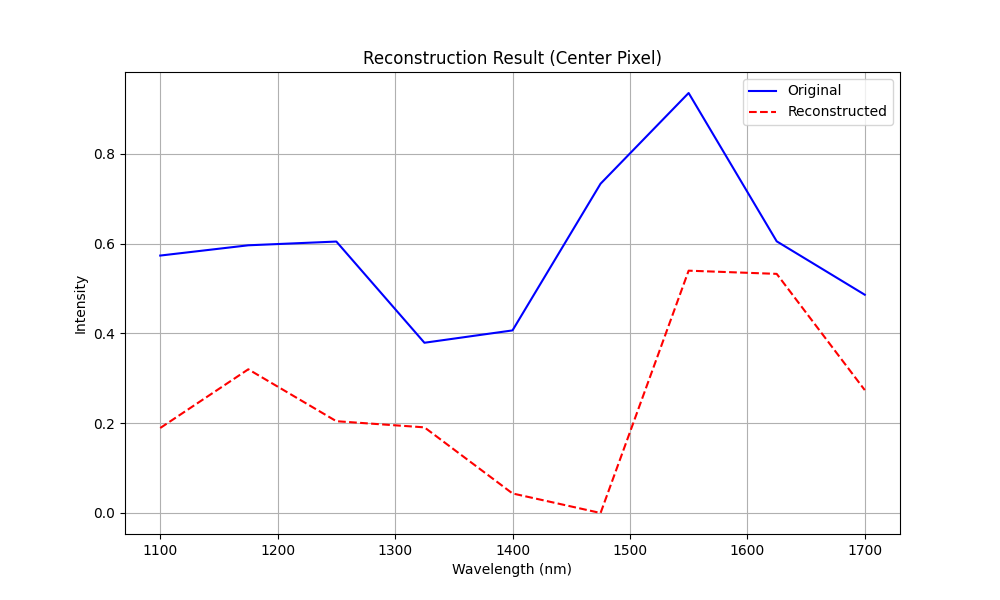 Reconstruction Result (Center Pixel)
Original
Reconstructed
Intensity
0.8
0.6
0.4
0.2
0.0
1100 1200 1300 1400 1500 1600 1700
Wavelength (nm)